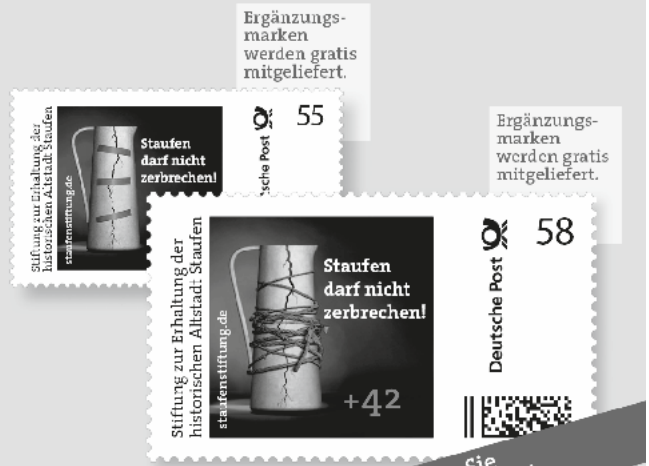 Ergänzungs-
marken
werden gratis
mitgeliefert.
Ergänzungs-
marken
werden gratis
mitgeliefert.
Stiftung zur Erhaltung der
historischen Altstadt Staufen
staufenstiftung.de
Staufen
darf nicht
zerbrechen!
sche Post
55
Stiftung zur Erhaltung der
historischen Altstadt Staufen
staufenstiftung.de
Staufen
darf nicht
zerbrechen!
+42
Deutsche Post
58